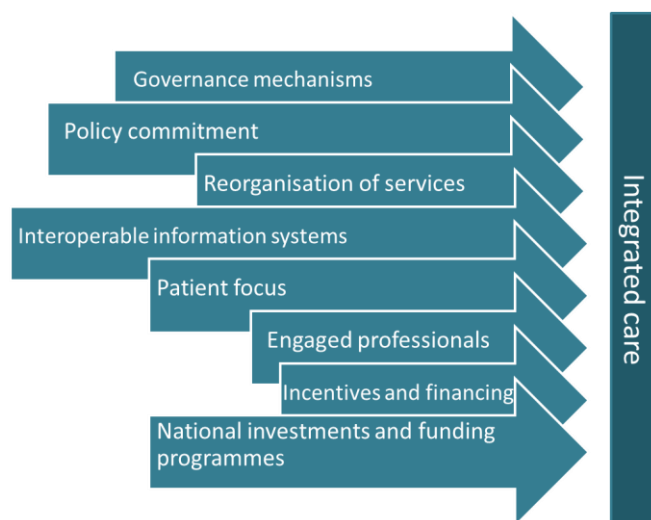 Governance mechanisms
Policy commitment
Reorganisation of services
Interoperable information systems
Patient focus
Engaged professionals
Incentives and financing
National investments and funding
programmes
Integrated care